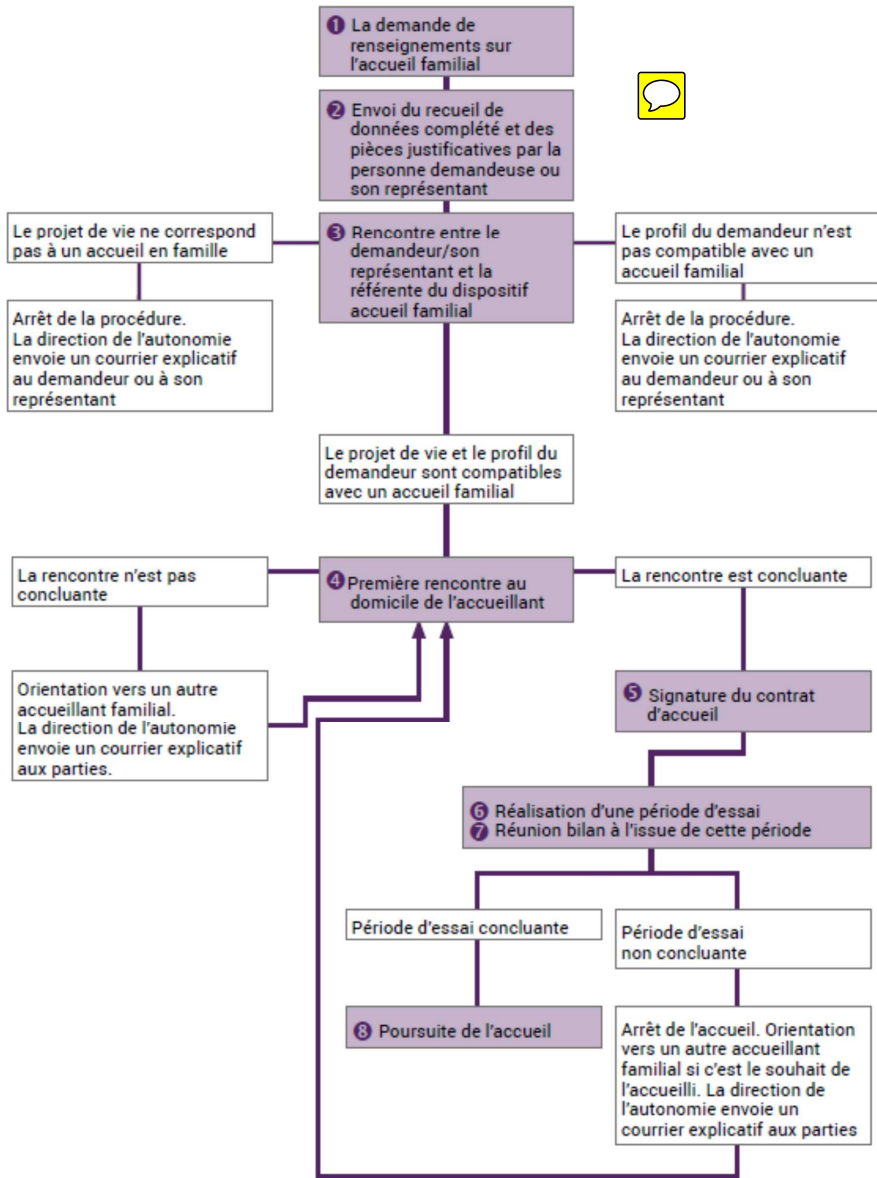 ❶ La demande de
renseignements sur
l'accueil familial
❷ Envoi du recueil de
données complété et des
pièces justificatives par la
personne demandeuse ou
son représentant
Le projet de vie ne correspond
pas à un accueil en famille
❸ Rencontre entre le
demandeur/son
représentant et la
référente du dispositif
accueil familial
Le profil du demandeur n'est
pas compatible avec un
accueil familial
Arrêt de la procédure.
La direction de l'autonomie
envoie un courrier explicatif
au demandeur ou à son
représentant
Arrêt de la procédure.
La direction de l'autonomie
envoie un courrier explicatif
au demandeur ou à son
représentant
Le projet de vie et le profil du
demandeur sont compatibles
avec un accueil familial
La rencontre n'est pas
concluante
❹ Première rencontre au
domicile de l'accueillant
La rencontre est concluante
Orientation vers un autre
accueillant familial.
La direction de l'autonomie
envoie un courrier explicatif
aux parties.
❺ Signature du contrat
d'accueil
❻ Réalisation d'une période d'essai
❼ Réunion bilan à l'issue de cette période
Période d'essai concluante
Période d'essai
non concluante
❽ Poursuite de l'accueil
Arrêt de l'accueil. Orientation
vers un autre accueillant
familial si c'est le souhait de
l'accueilli. La direction de
l'autonomie envoie un
courrier explicatif aux parties